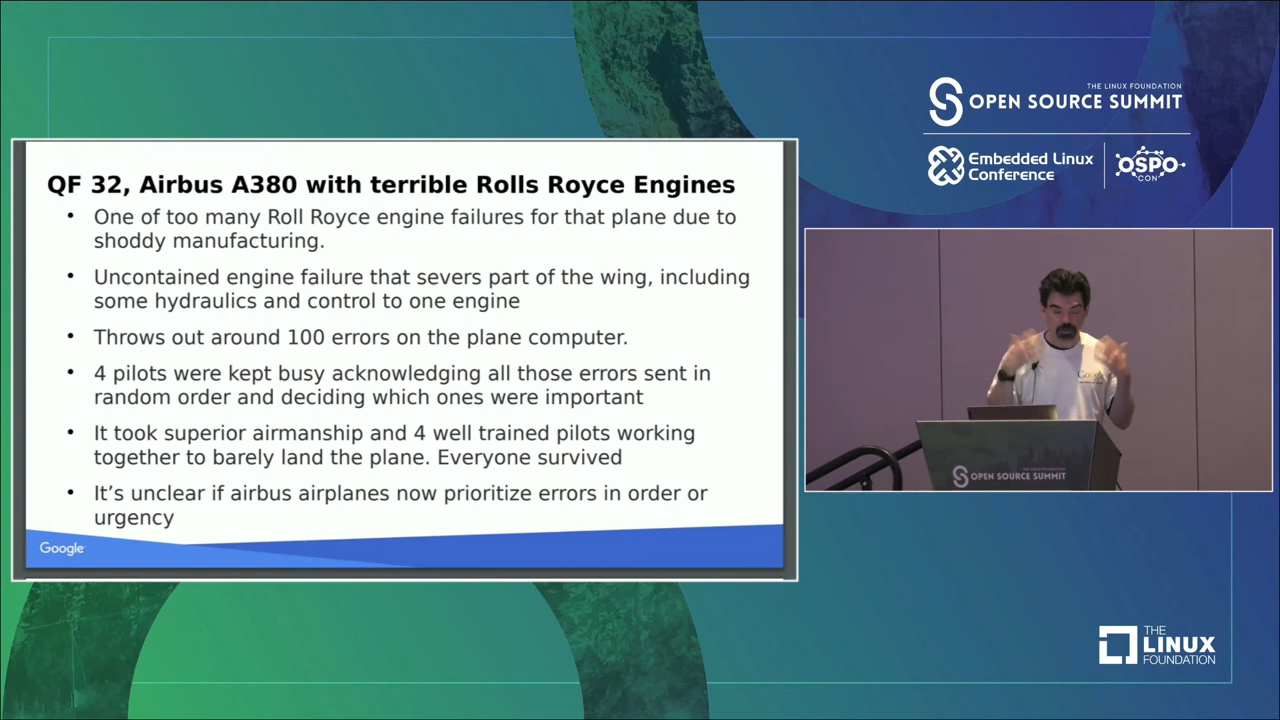 THE LINUX FOUNDATION
OPEN SOURCE SUMMIT
Embedded Linux
Conference
OSPO
CON
QF 32, Airbus A380 with terrible Rolls Royce Engines
• One of too many Roll Royce engine failures for that plane due to
shoddy manufacturing.
• Uncontained engine failure that severs part of the wing, including
some hydraulics and control to one engine
• Throws out around 100 errors on the plane computer.
• 4 pilots were kept busy acknowledging all those errors sent in
random order and deciding which ones were important
• It took superior airmanship and 4 well trained pilots working
together to barely land the plane. Everyone survived
• It’s unclear if airbus airplanes now prioritize errors in order or
urgency
Google
THE LINUX FOUNDATION
OPEN SOURCE SUMMIT
THE
LINUX
FOUNDATION